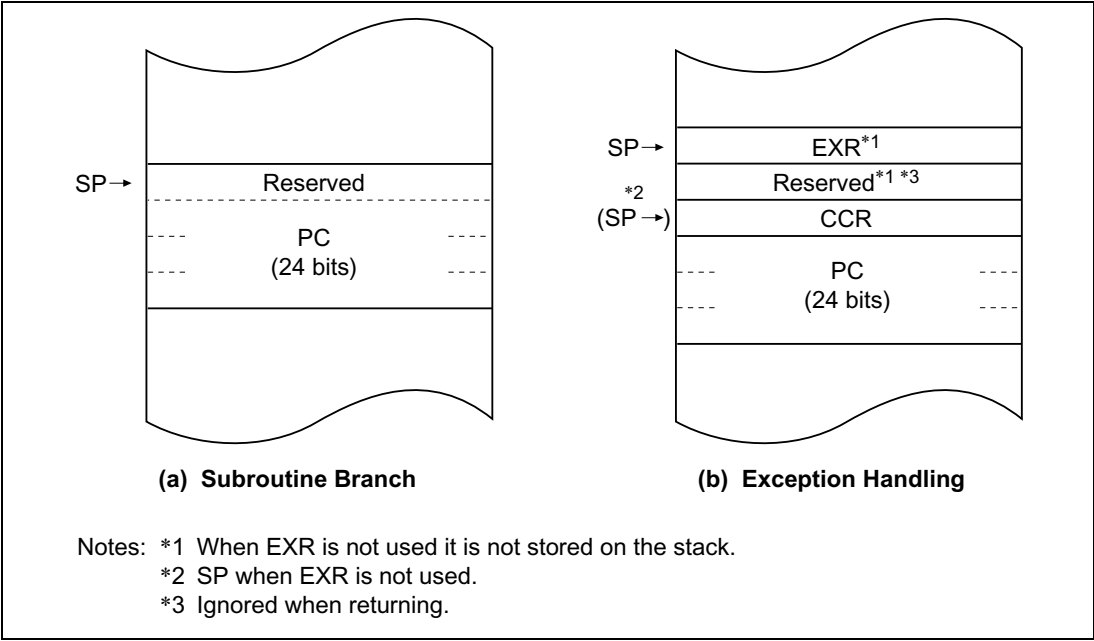 SP→
Reserved
PC
(24 bits)
(a) Subroutine Branch
SP→
EXR*1
Reserved*1 *3
*2
(SP→)
CCR
PC
(24 bits)
(b) Exception Handling
Notes: *1 When EXR is not used it is not stored on the stack.
*2 SP when EXR is not used.
*3 Ignored when returning.